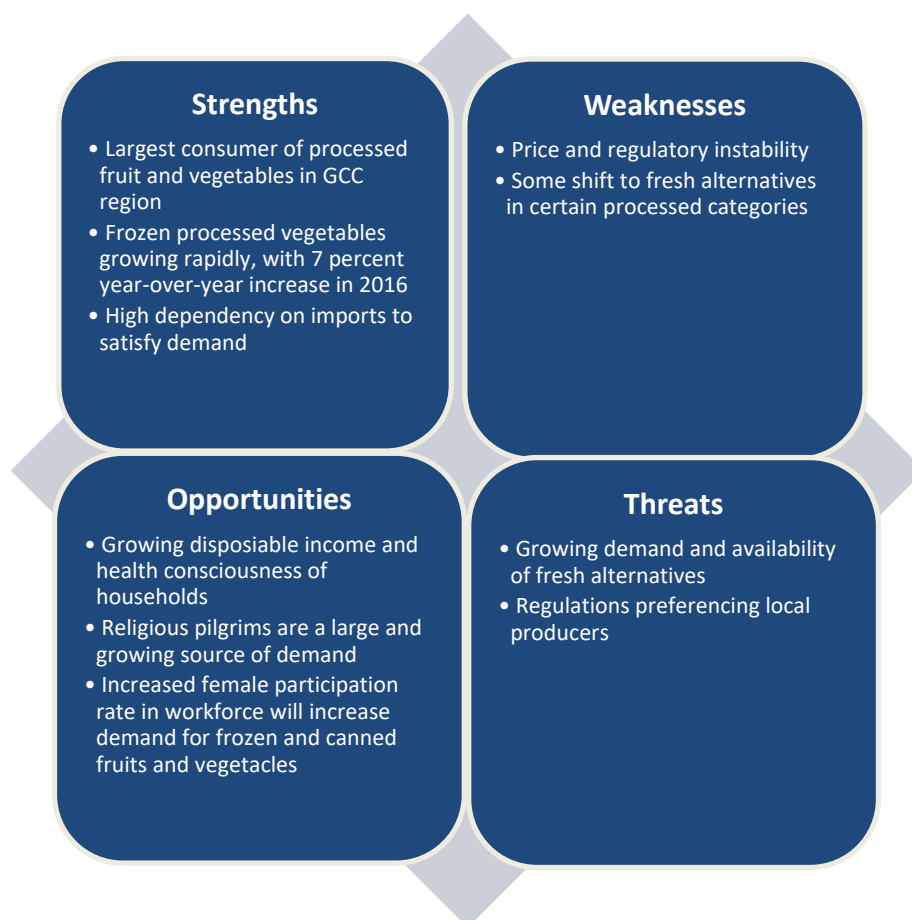 Strengths
• Largest consumer of processed
fruit and vegetables in GCC
region
• Frozen processed vegetables
growing rapidly, with 7 percent
year-over-year increase in 2016
• High dependency on imports to
satisfy demand
Weaknesses
• Price and regulatory instability
• Some shift to fresh alternatives
in certain processed categories
Opportunities
• Growing disposiable income and
health consciousness of
households
• Religious pilgrims are a large and
growing source of demand
• Increased female participation
rate in workforce will increase
demand for frozen and canned
fruits and vegetacles
Threats
• Growing demand and availability
of fresh alternatives
• Regulations preferencing local
producers